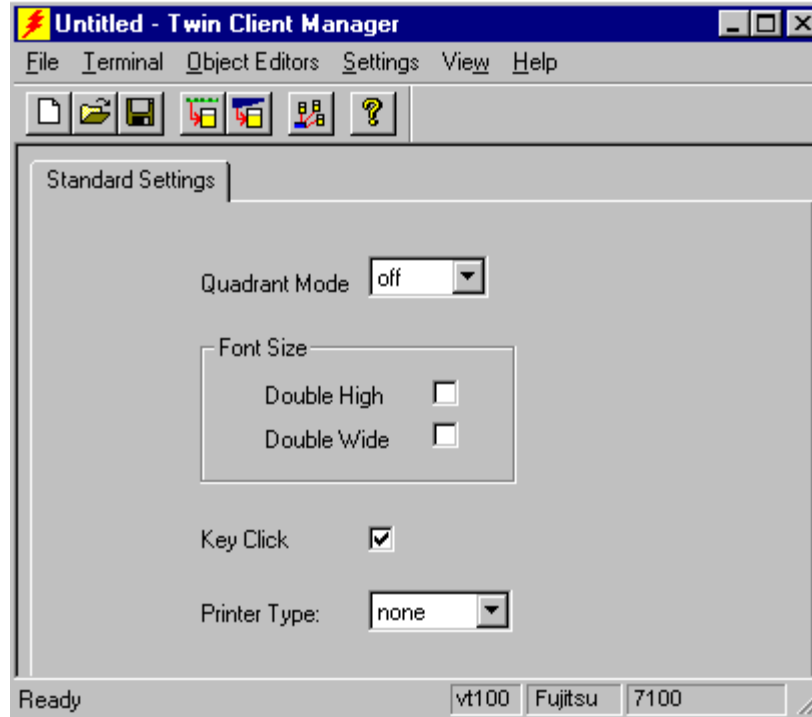 Untitled - Twin Client Manager
File Terminal Object Editors Settings View Help
Standard Settings
Quadrant Mode off
Font Size
Double High
Double Wide
Key Click
Printer Type: none
Ready vt100 Fujitsu 7100